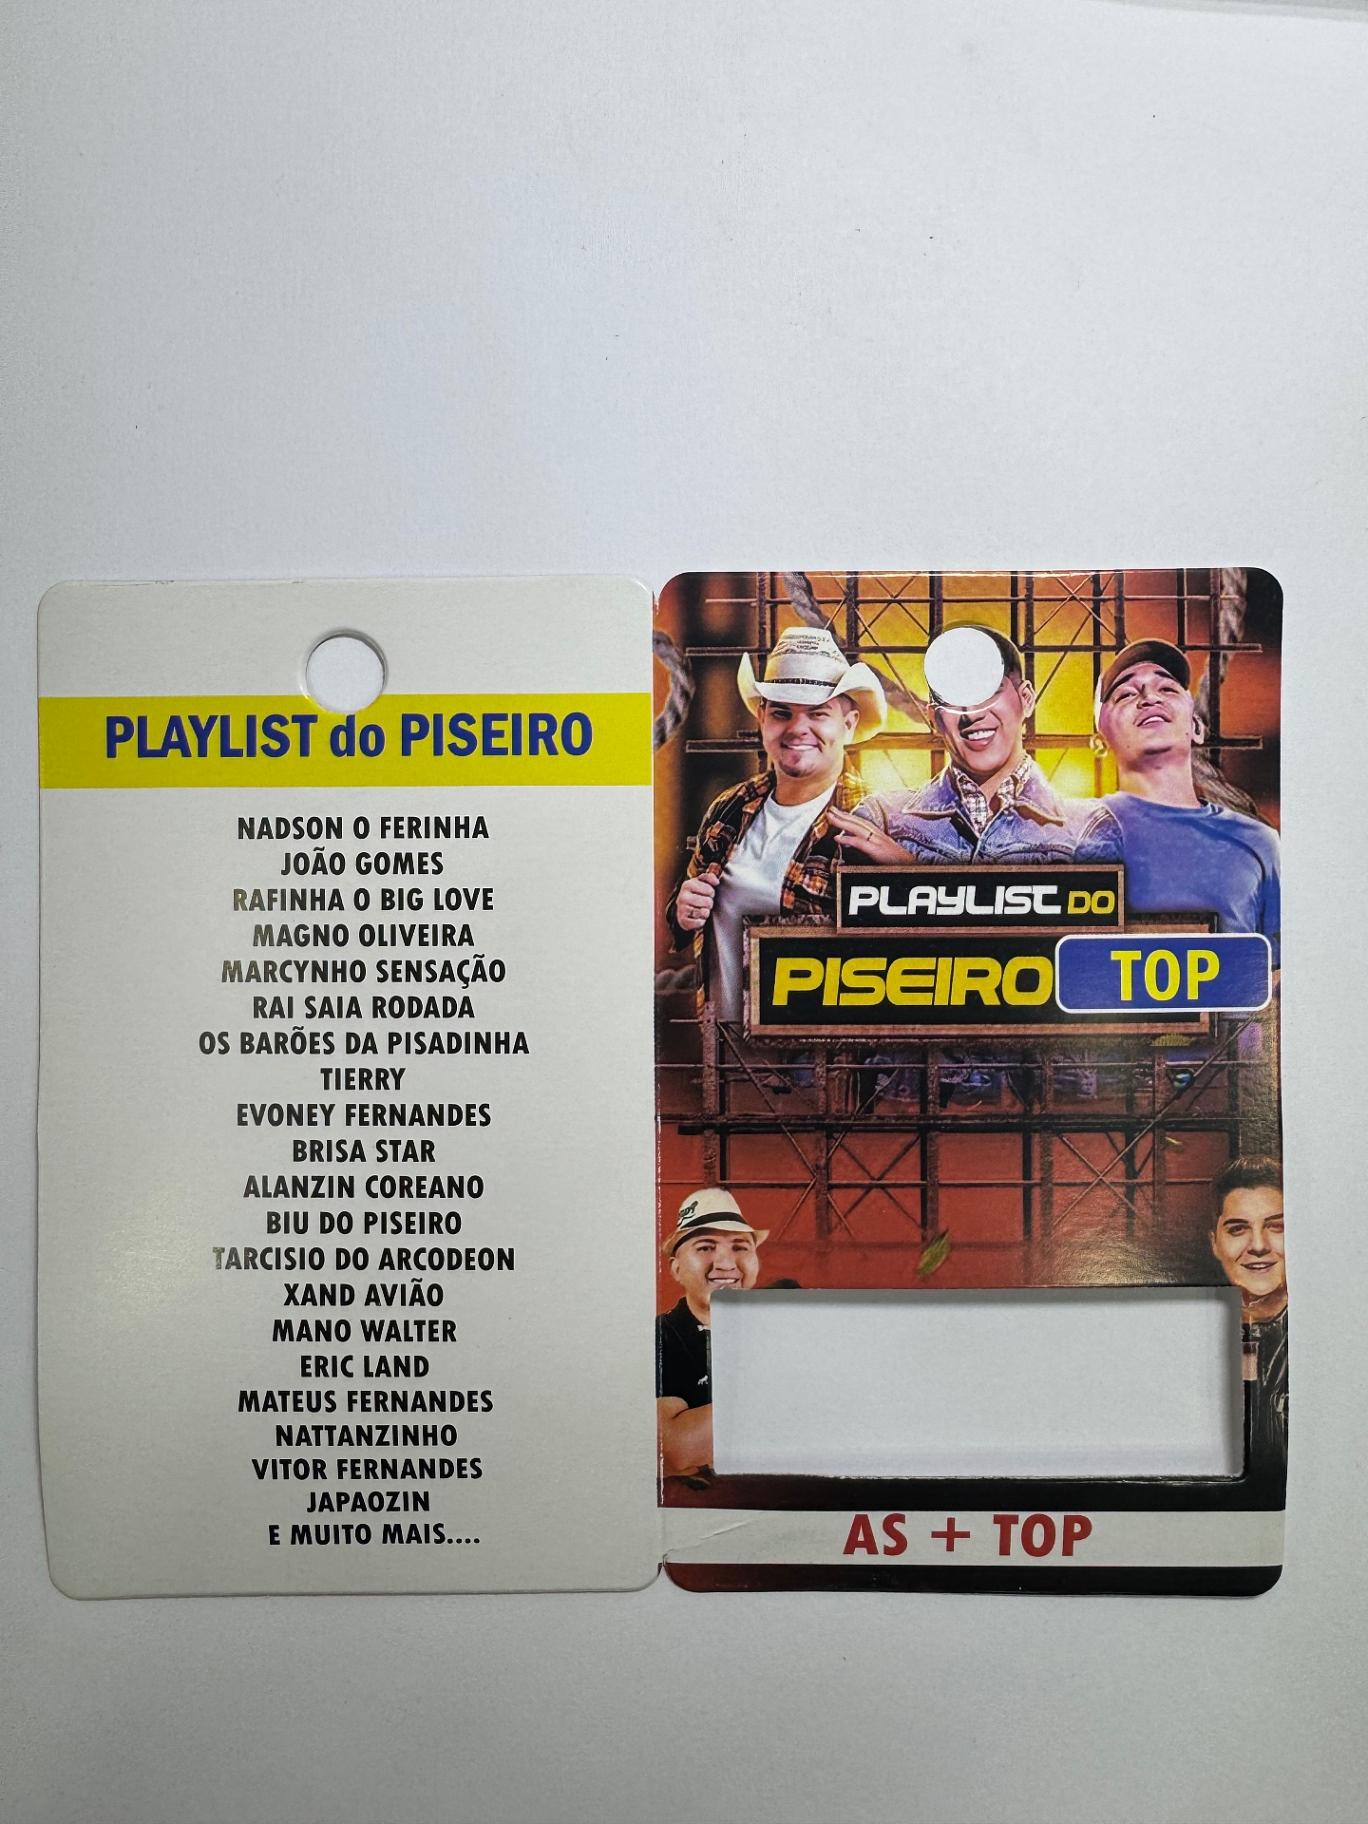 PLAYLIST do PISEIRO
NADSON O FERINHA
JOÃO GOMES
RAFINHA O BIG LOVE
MAGNO OLIVEIRA
MARCYNHO SENSAÇÃO
RAI SAIA RODADA
OS BARÕES DA PISADINHA
TIERRY
EVONEY FERNANDES
BRISA STAR
ALANZIN COREANO
BIU DO PISEIRO
TARCISIO DO ARCODEON
XAND AVIÃO
MANO WALTER
ERIC LAND
MATEUS FERNANDES
NATTANZINHO
VITOR FERNANDES
JAPAOZIN
E MUITO MAIS....
PLAYLIST DO
PISEIRO TOP
AS + TOP